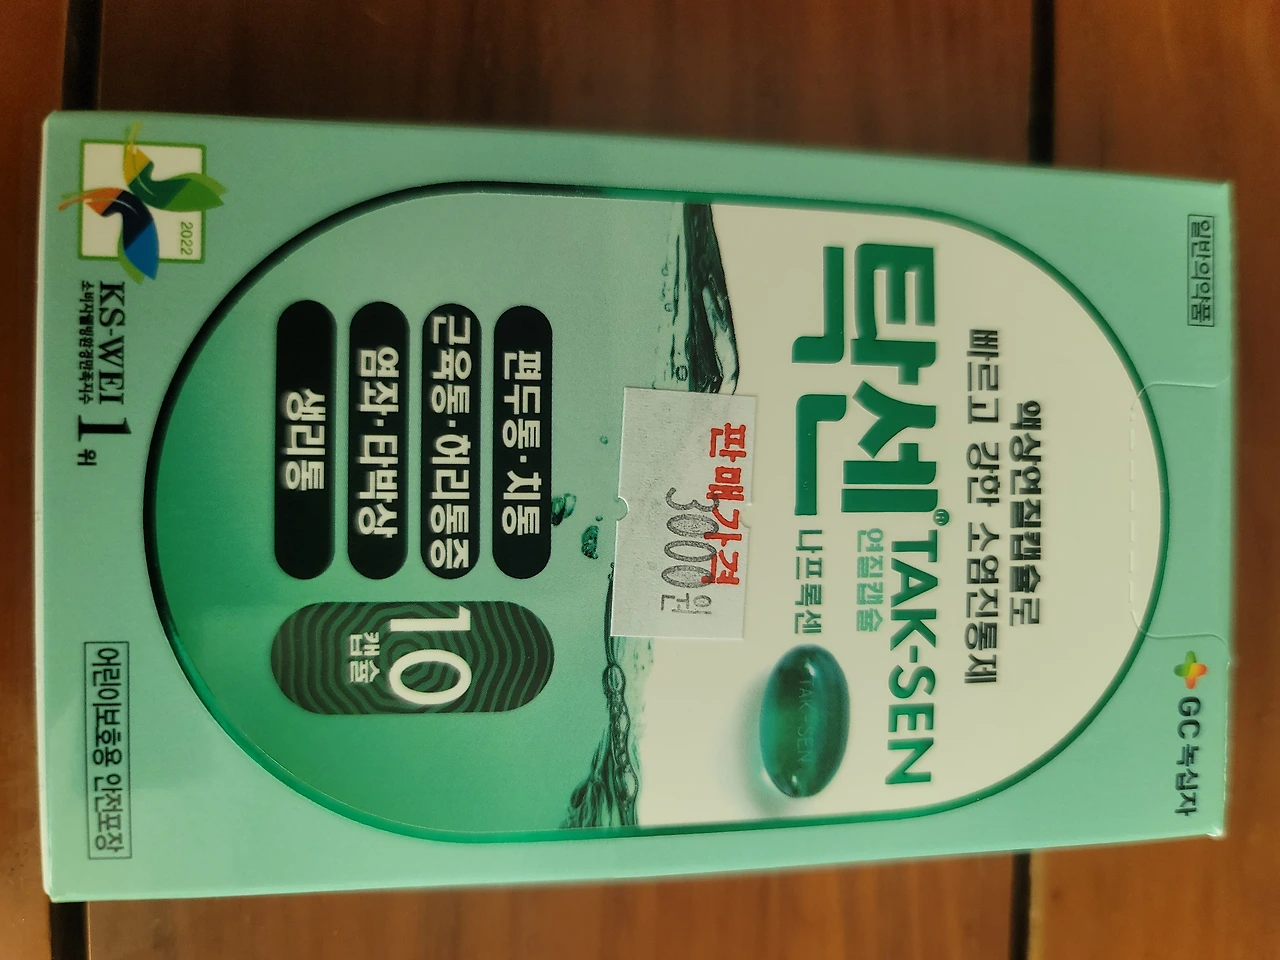 일반의약품
GC 녹십자
액상연질캡슐로
빠르고 강한 소염진통제
탁센® TAK-SEN
연질캡슐
나프록센
TAK-SEN
판매가격
3000원
편두통·치통
근육통·허리통증
염좌·타박상
생리통
10
캡슐
2022
KS-WEI 1위
소비자웰빙환경만족지수
어린이보호용 안전포장